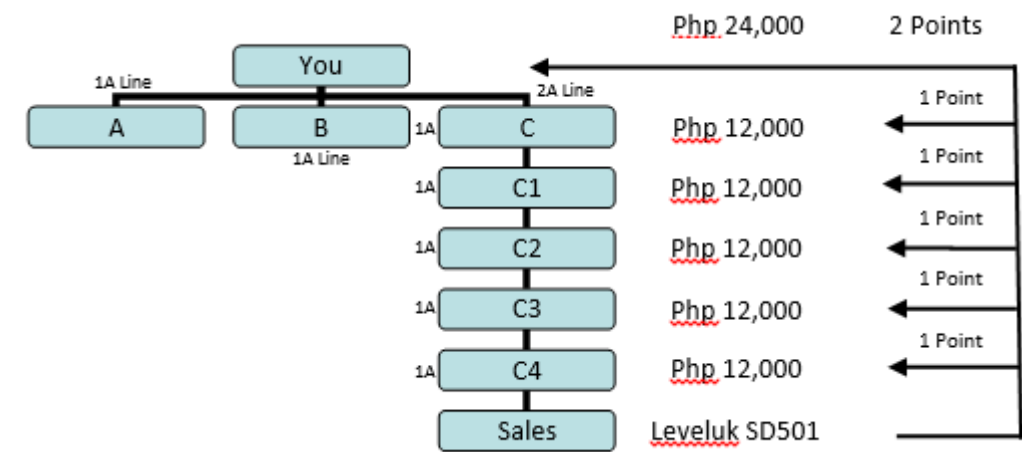 Php 24,000 2 Points
You
1A Line
2A Line
1 Point
A B 1A C Php 12,000
1A Line
1 Point
1A C1 Php 12,000
1 Point
1A C2 Php 12,000
1 Point
1A C3 Php 12,000
1 Point
1A C4 Php 12,000
Sales Leveluk SD501